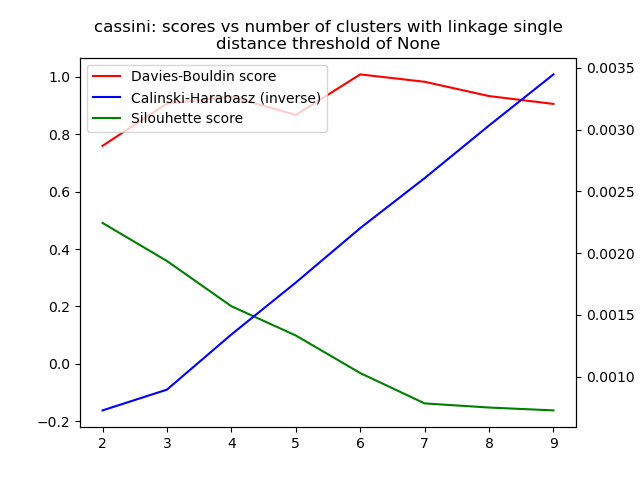 cassini: scores vs number of clusters with linkage single
distance threshold of None
Davies-Bouldin score
Calinski-Harabasz (inverse)
Silouhette score
1.0
0.8
0.6
0.4
0.2
0.0
−0.2
0.0035
0.0030
0.0025
0.0020
0.0015
0.0010
2 3 4 5 6 7 8 9